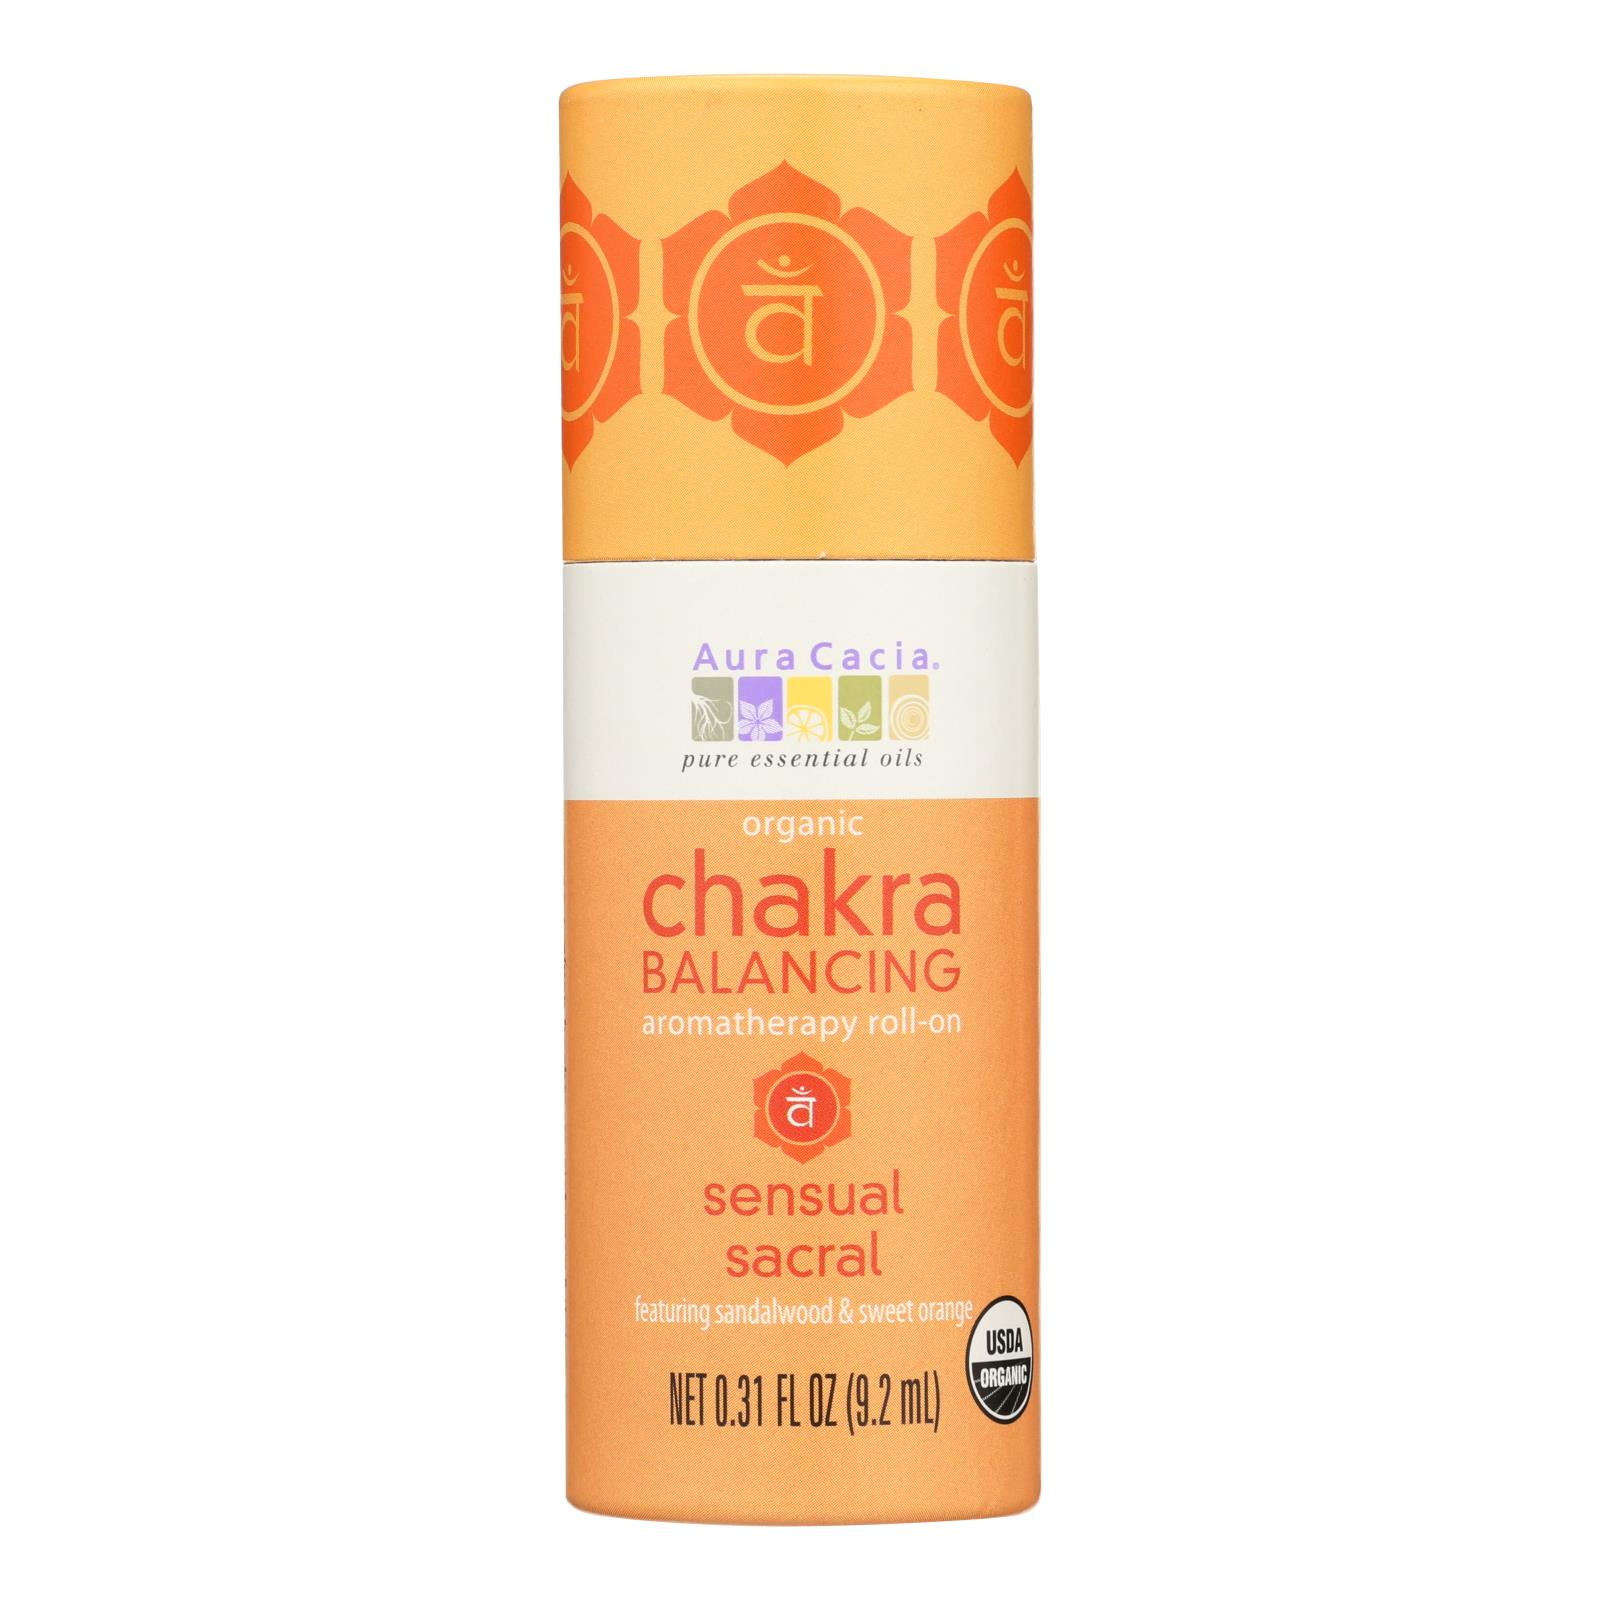 वँ वँ वँ
Aura Cacia.
pure essential oils
organic
chakra
BALANCING
aromatherapy roll-on
वँ
sensual
sacral
featuring sandalwood & sweet orange
USDA
ORGANIC
NET 0.31 FL OZ (9.2 mL)